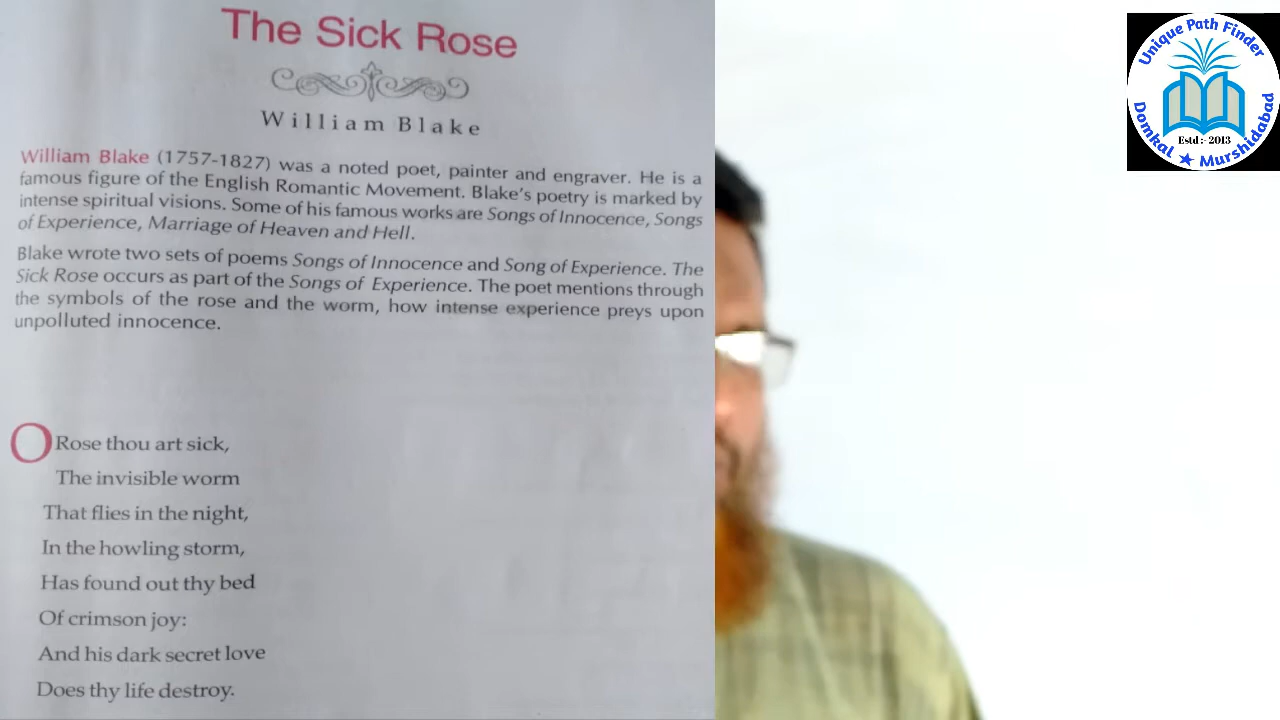 The Sick Rose
William Blake
William Blake (1757-1827) was a noted poet, painter and engraver. He is a
famous figure of the English Romantic Movement. Blake's poetry is marked by
intense spiritual visions. Some of his famous works are Songs of Innocence, Songs
of Experience, Marriage of Heaven and Hell.
Blake wrote two sets of poems Songs of Innocence and Song of Experience. The
Sick Rose occurs as part of the Songs of Experience. The poet mentions through
the symbols of the rose and the worm, how intense experience preys upon
unpolluted innocence.
O Rose thou art sick,
The invisible worm
That flies in the night,
In the howling storm,
Has found out thy bed
Of crimson joy:
And his dark secret love
Does thy life destroy.
Unique Path Finder
Estd :- 2013
Domkal ★ Murshidabad